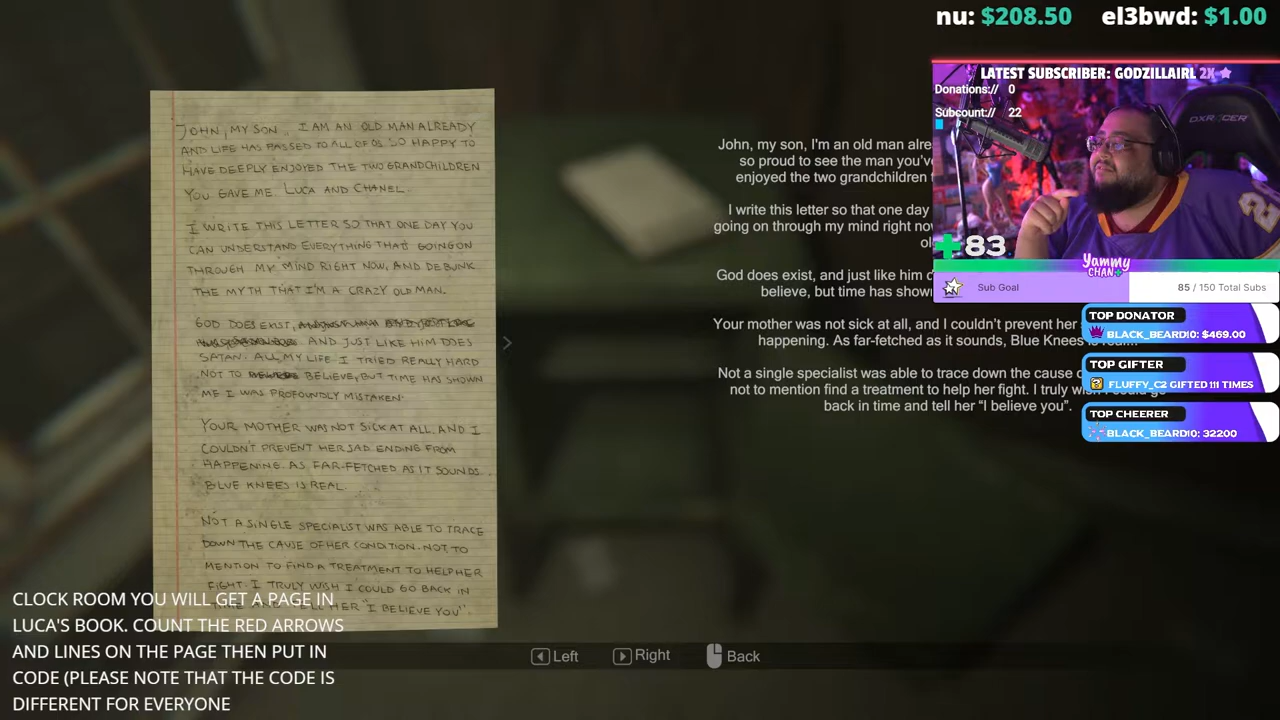 nu: $208.50 el3bwd: $1.00
LATEST SUBSCRIBER: GODZILLAIRL 2X
Donations:// 0
Subcount:// 22
DXRACER
83
Yammy
CHAN
Sub Goal 85 / 150 Total Subs
TOP DONATOR
BLACK_BEARD10: $469.00
TOP GIFTER
FLUFFY_C2 GIFTED 111 TIMES
TOP CHEERER
BLACK_BEARD10: 32200
JOHN, MY SON.. I AM AN OLD MAN ALREADY
AND LIFE HAS PASSED TO ALL OF US SO HAPPY TO
HAVE DEEPLY ENJOYED THE TWO GRANDCHILDREN
YOU GAVE ME. LUCA AND CHANEL.
I WRITE THIS LETTER SO THAT ONE DAY YOU
CAN UNDERSTAND EVERYTHING THAT'S GOING ON
THROUGH MY MIND RIGHT NOW, AND DEBUNK
THE MYTH THAT I'M A CRAZY OLD MAN.
GOD DOES EXIST,
AND JUST LIKE HIM DOES
SATAN. ALL MY LIFE I TRIED REALLY HARD
NOT TO BELIEVE, BUT TIME HAS SHOWN
ME I WAS PROFOUNDLY MISTAKEN.
YOUR MOTHER WAS NOT SICK AT ALL, AND I
COULDN'T PREVENT HER SAD ENDING FROM
HAPPENING. AS FAR-FETCHED AS IT SOUNDS.
BLUE KNEES IS REAL.
NOT A SINGLE SPECIALIST WAS ABLE TO TRACE
DOWN THE CAUSE OF HER CONDITION. NOT TO
MENTION TO FIND A TREATMENT TO HELP HER
FIGHT. I TRULY WISH I COULD GO BACK IN
HER "I BELIEVE YOU".
John, my son, I'm an old man alre
so proud to see the man you'v
enjoyed the two grandchildren
I write this letter so that one day
going on through my mind right no
God does exist, and just like him
believe, but time has show
Your mother was not sick at all, and I couldn't prevent her
happening. As far-fetched as it sounds, Blue Knees
Not a single specialist was able to trace down the cause
not to mention find a treatment to help her fight. I truly
back in time and tell her "I believe you".
CLOCK ROOM YOU WILL GET A PAGE IN
LUCA'S BOOK. COUNT THE RED ARROWS
AND LINES ON THE PAGE THEN PUT IN
CODE (PLEASE NOTE THAT THE CODE IS
DIFFERENT FOR EVERYONE
Left Right Back